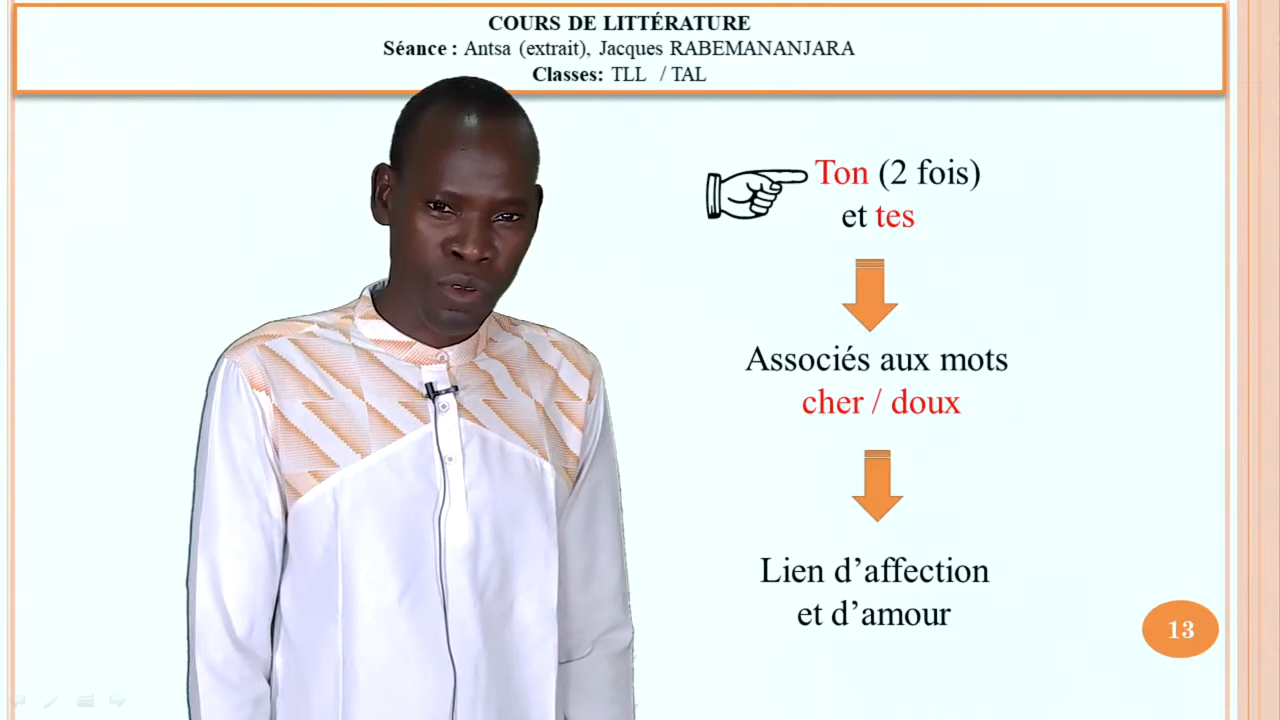 COURS DE LITTÉRATURE
Séance : Antsa (extrait), Jacques RABEMANANJARA
Classes: TLL / TAL
Ton (2 fois)
et tes
Associés aux mots
cher / doux
Lien d’affection
et d’amour
13